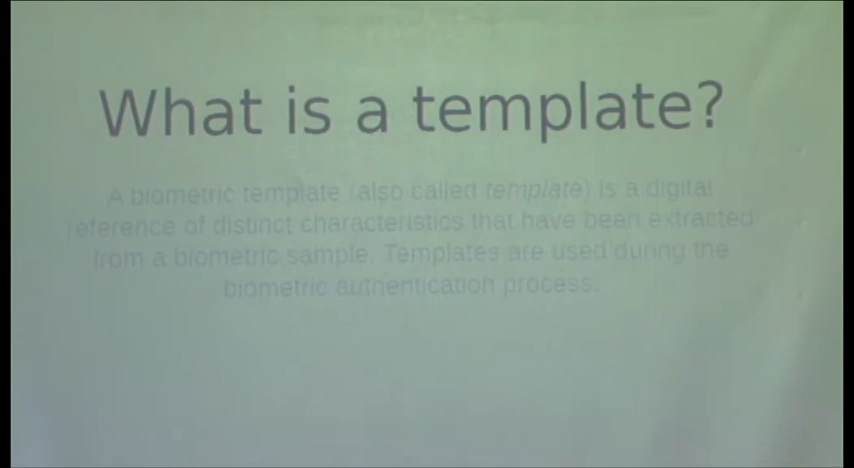 What is a template?
A biometric template (also called template) is a digital
reference of distinct characteristics that have been extracted
from a biometric sample. Templates are used during the
biometric authentication process.